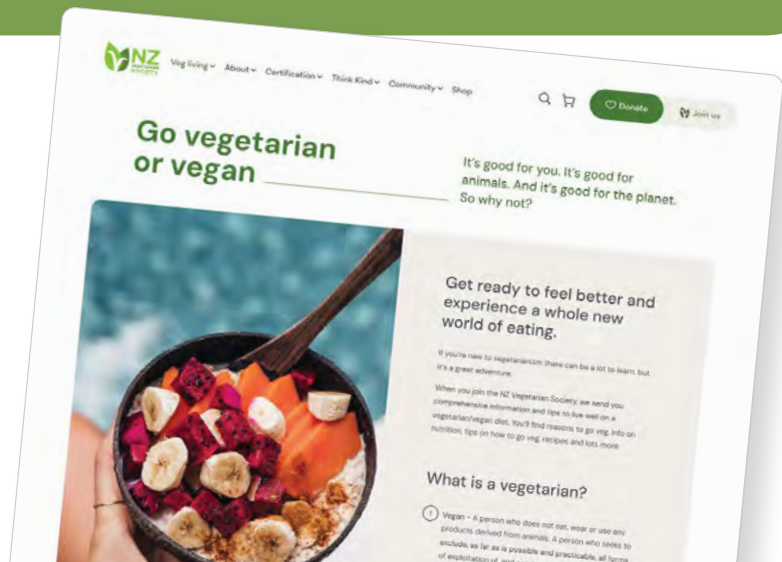 NZ
VEGETARIAN
SOCIETY
Veg living
About
Certification
Think Kind
Community
Shop
Donate
Join us
Go vegetarian
or vegan
It's good for you. It's good for
animals. And it's good for the planet.
So why not?
Get ready to feel better and
experience a whole new
world of eating.
If you're new to vegetarianism there can be a lot to learn, but
it's a great adventure.
When you join the NZ Vegetarian Society, we send you
comprehensive information and tips to live well on a
vegetarian/vegan diet. You'll find reasons to go veg, info on
nutrition, tips on how to go veg, recipes and lots more.
What is a vegetarian?
Vegan – A person who does not eat, wear or use any
products derived from animals. A person who seeks to
exclude, as far as is possible and practicable, all forms
of exploitation of, and